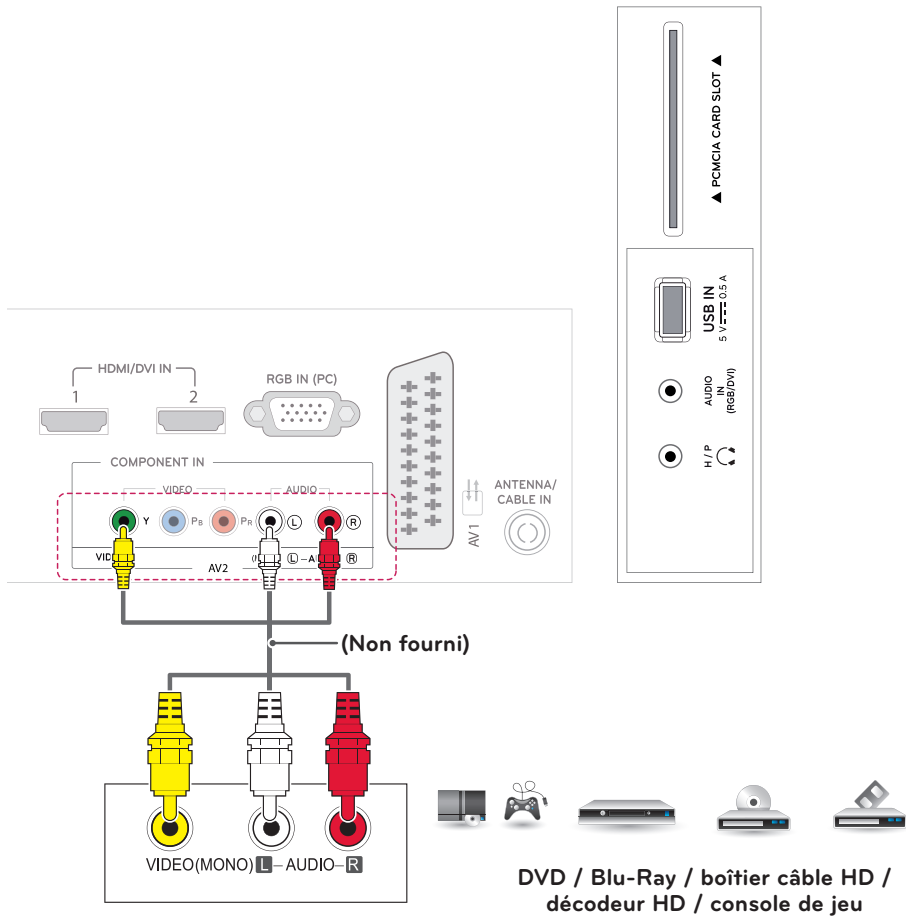 ▲ PCMCIA CARD SLOT ▲
USB IN
5 V 0.5 A
AUDIO
IN
(RGB/DVI)
H / P
HDMI/DVI IN
1 2
RGB IN (PC)
COMPONENT IN
VIDEO AUDIO
Y PB PR L R
L R
AV2
AV1
ANTENNA/
CABLE IN
(Non fourni)
VIDEO(MONO) L – AUDIO– R
DVD / Blu-Ray / boîtier câble HD /
décodeur HD / console de jeu